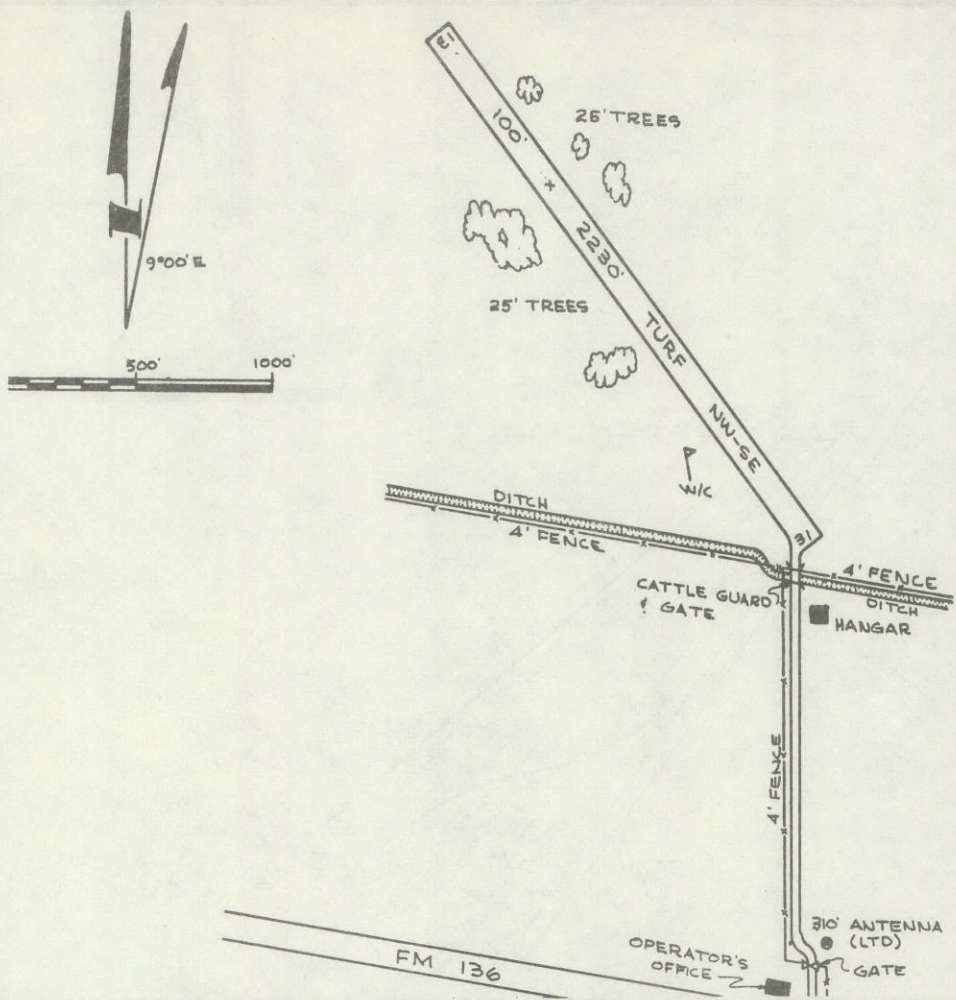 13
26' TREES
100' x 2230' TURF NW-SE
9°00'E
25' TREES
500' 1000'
W/C
DITCH
4' FENCE
31
4' FENCE
DITCH
CATTLE GUARD
& GATE
HANGAR
4' FENCE
310' ANTENNA
(LTD)
GATE
OPERATOR'S
OFFICE
FM 136